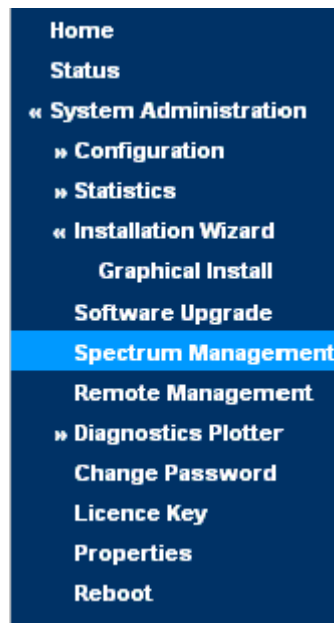 Home
Status
« System Administration
» Configuration
» Statistics
« Installation Wizard
Graphical Install
Software Upgrade
Spectrum Management
Remote Management
» Diagnostics Plotter
Change Password
Licence Key
Properties
Reboot